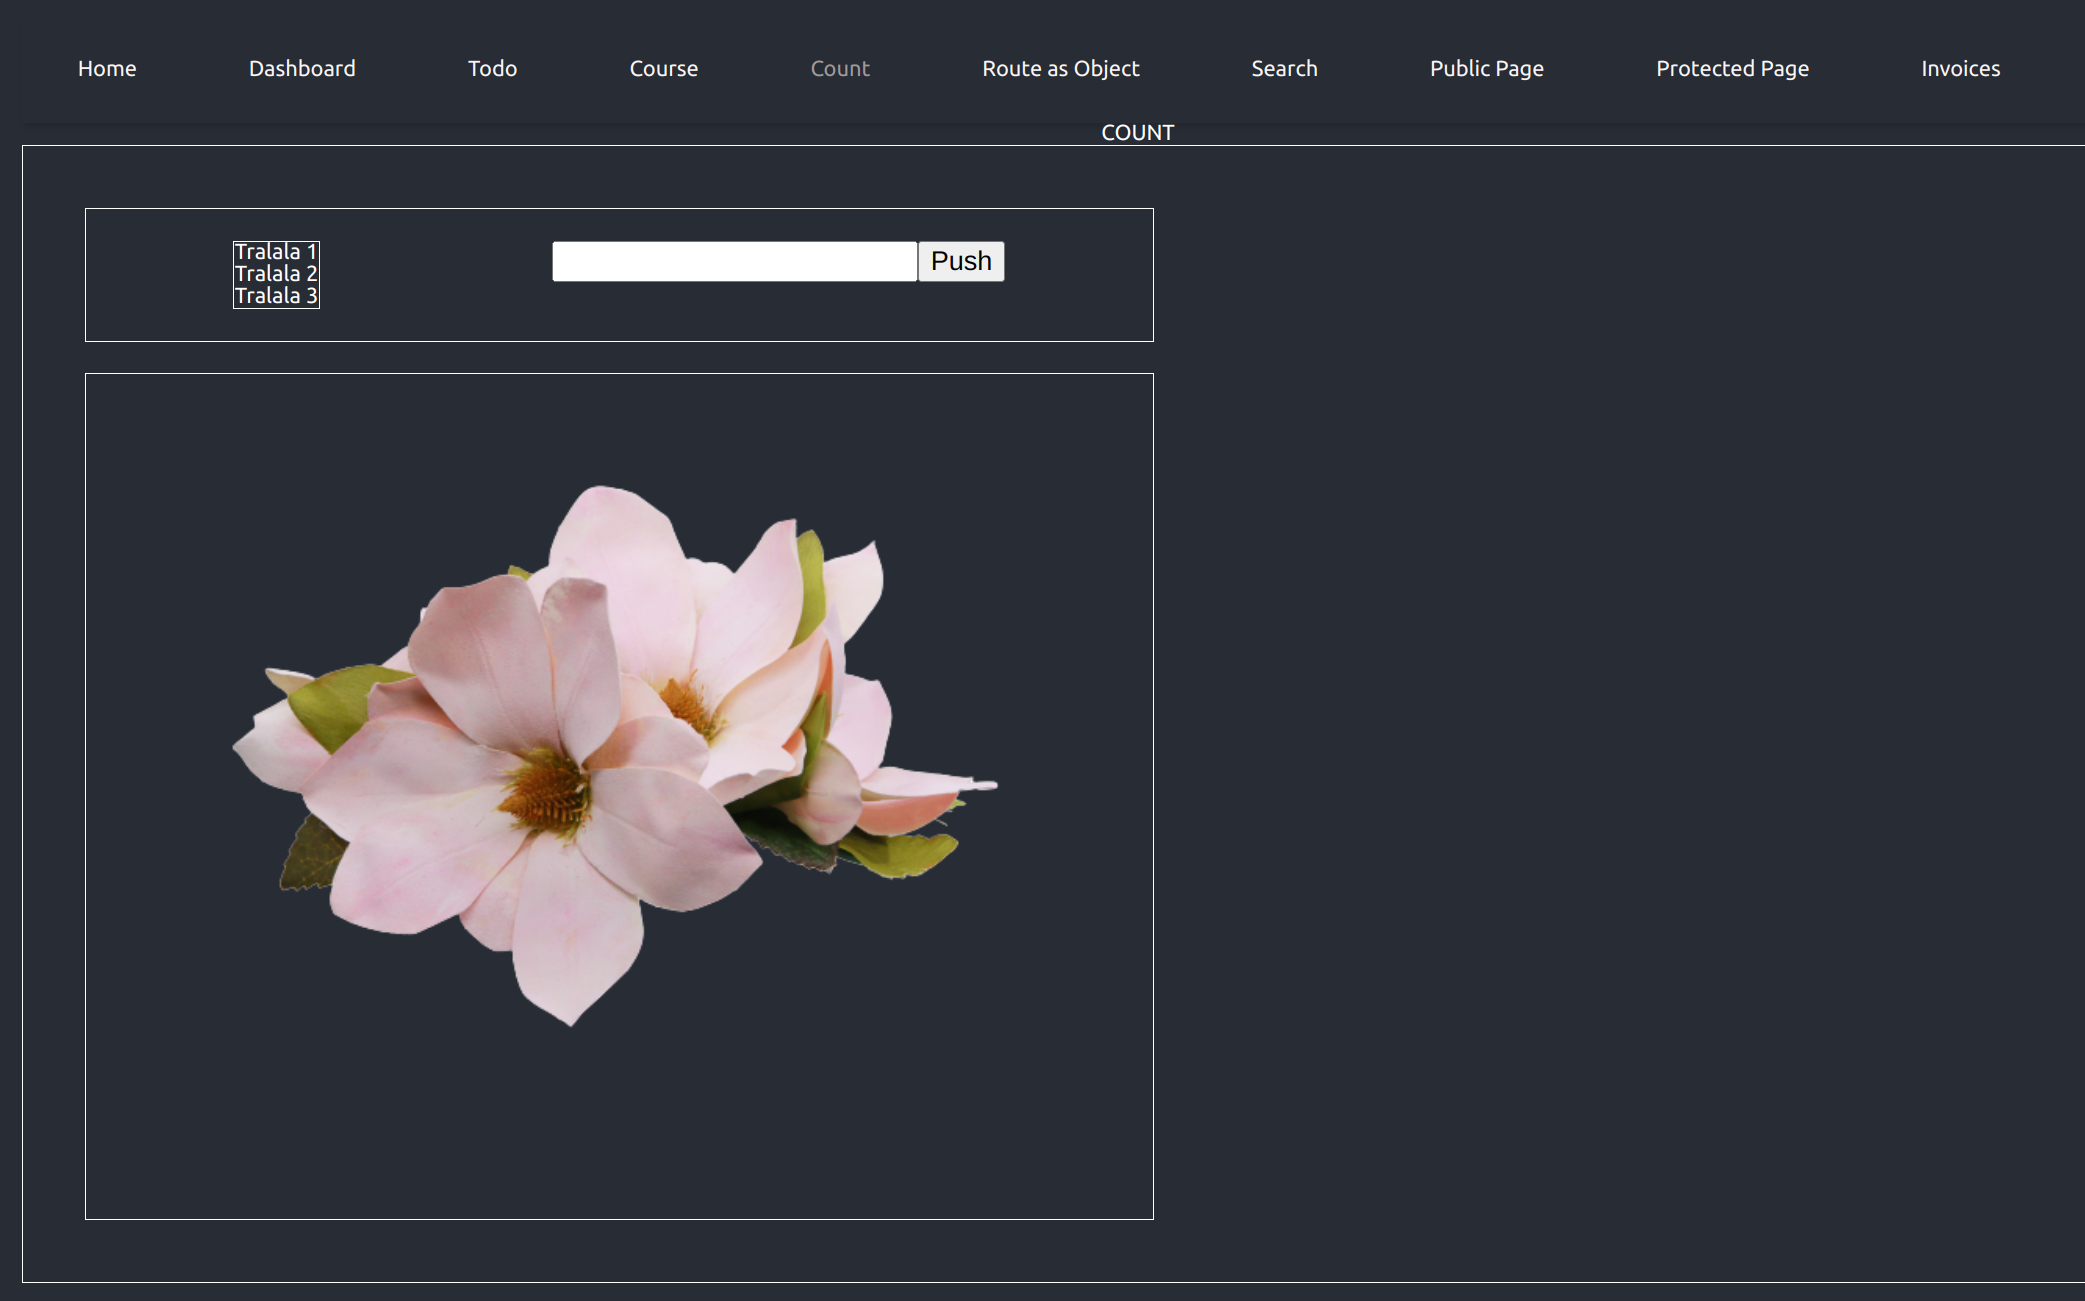 Home Dashboard Todo Course Count Route as Object Search Public Page Protected Page Invoices
COUNT
Tralala 1
Tralala 2
Tralala 3
Push